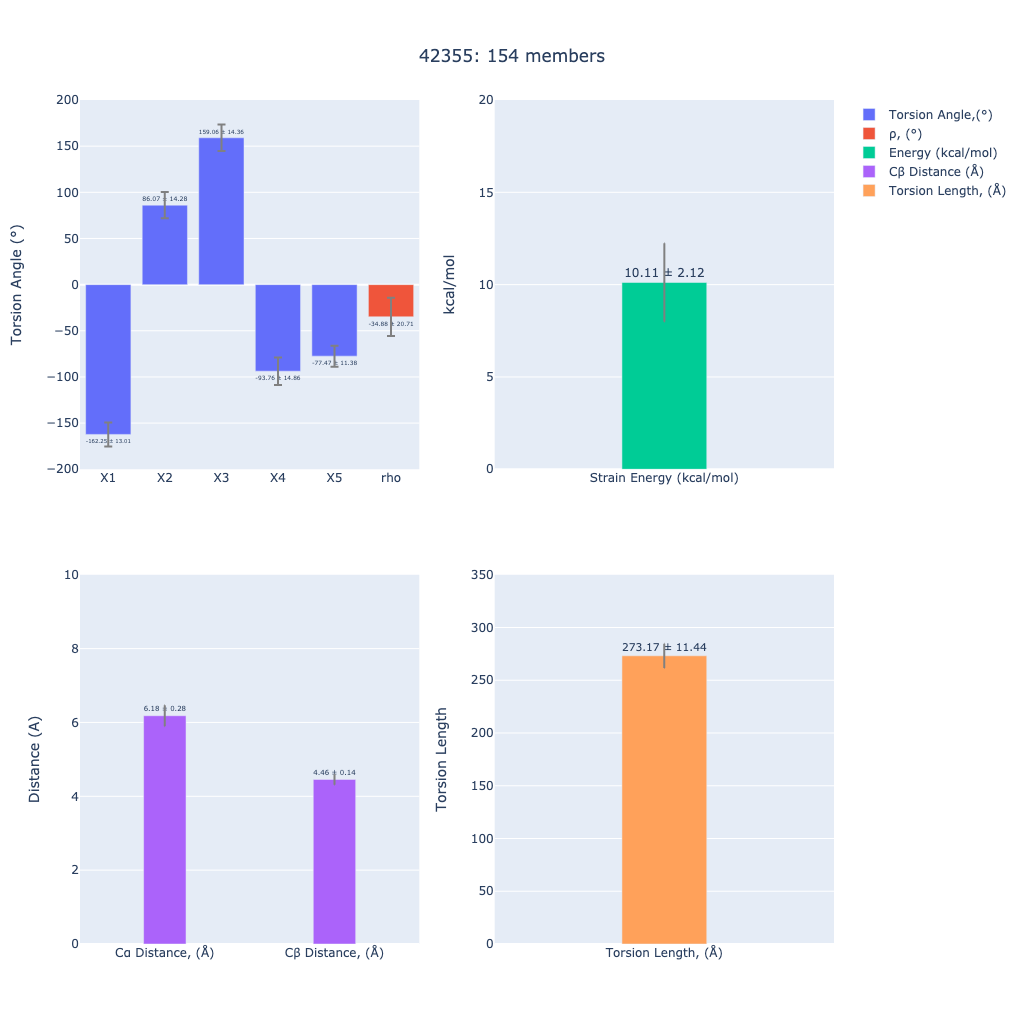 42355: 154 members
Torsion Angle (°)
200
150
100
50
0
−50
−100
−150
−200
-162.25 ± 13.01
86.07 ± 14.28
159.06 ± 14.36
-93.76 ± 14.86
-77.47 ± 11.38
-34.88 ± 20.71
X1 X2 X3 X4 X5 rho
kcal/mol
20
15
10
5
0
10.11 ± 2.12
Strain Energy (kcal/mol)
Torsion Angle,(°)
ρ, (°)
Energy (kcal/mol)
Cβ Distance (Å)
Torsion Length, (Å)
Distance (A)
10
8
6
4
2
0
6.18 ± 0.28
4.46 ± 0.14
Cα Distance, (Å) Cβ Distance, (Å)
Torsion Length
350
300
250
200
150
100
50
0
273.17 ± 11.44
Torsion Length, (Å)